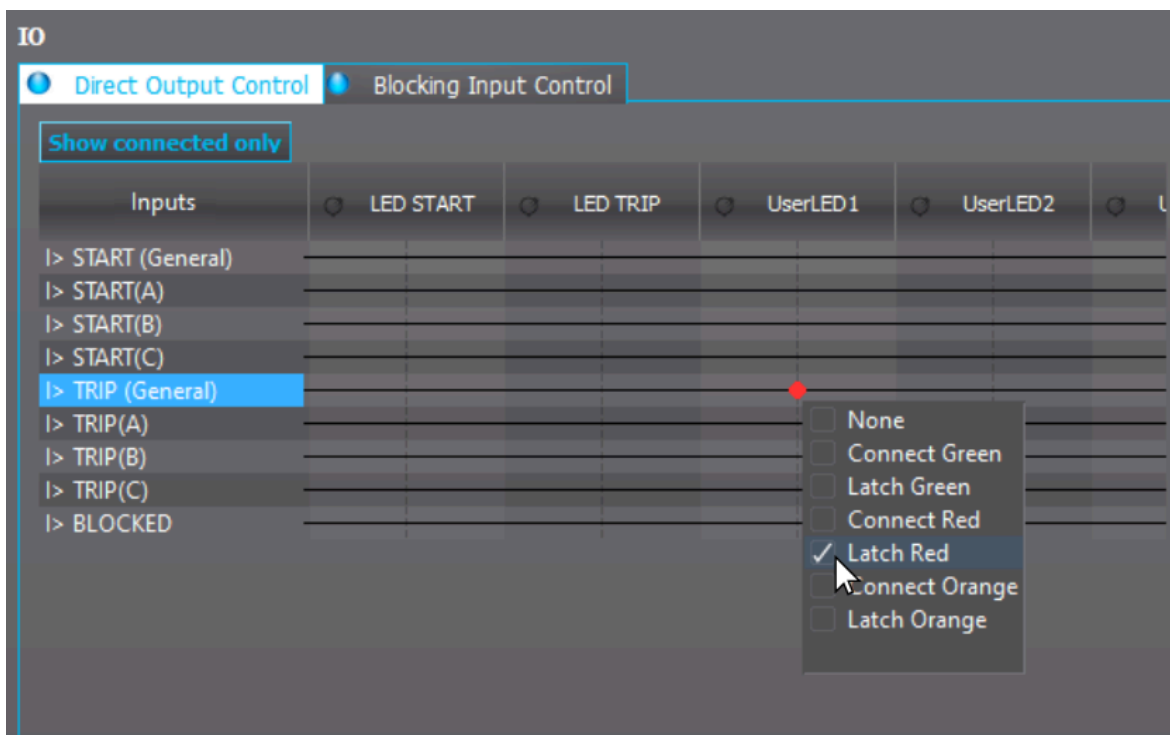 IO
Direct Output Control Blocking Input Control
Show connected only
Inputs LED START LED TRIP UserLED1 UserLED2
I> START (General)
I> START(A)
I> START(B)
I> START(C)
I> TRIP (General)
I> TRIP(A)
I> TRIP(B)
I> TRIP(C)
I> BLOCKED
None
Connect Green
Latch Green
Connect Red
Latch Red
Connect Orange
Latch Orange